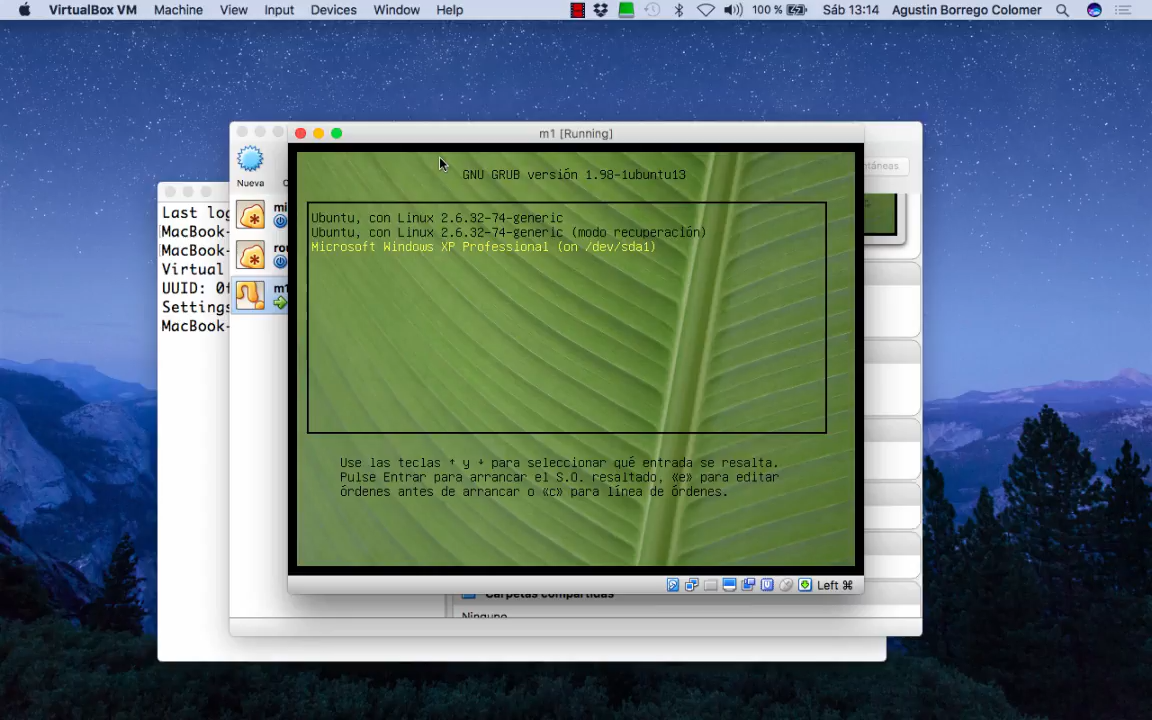 VirtualBox VM Machine View Input Devices Window Help 100 % Sáb 13:14 Agustin Borrego Colomer
m1 [Running]
Nueva
Last log
MacBook-
MacBook-
Virtual
UUID: 0f
Settings
MacBook-
m1
GNU GRUB versión 1.98-1ubuntu13
Ubuntu, con Linux 2.6.32-74-generic
Ubuntu, con Linux 2.6.32-74-generic (modo recuperación)
Microsoft Windows XP Professional (on /dev/sda1)
Use las teclas ↑ y ↓ para seleccionar qué entrada se resalta.
Pulse Entrar para arrancar el S.O. resaltado, «e» para editar
órdenes antes de arrancar o «c» para línea de órdenes.
Left ⌘
Carpetas compartidas
Ninguno